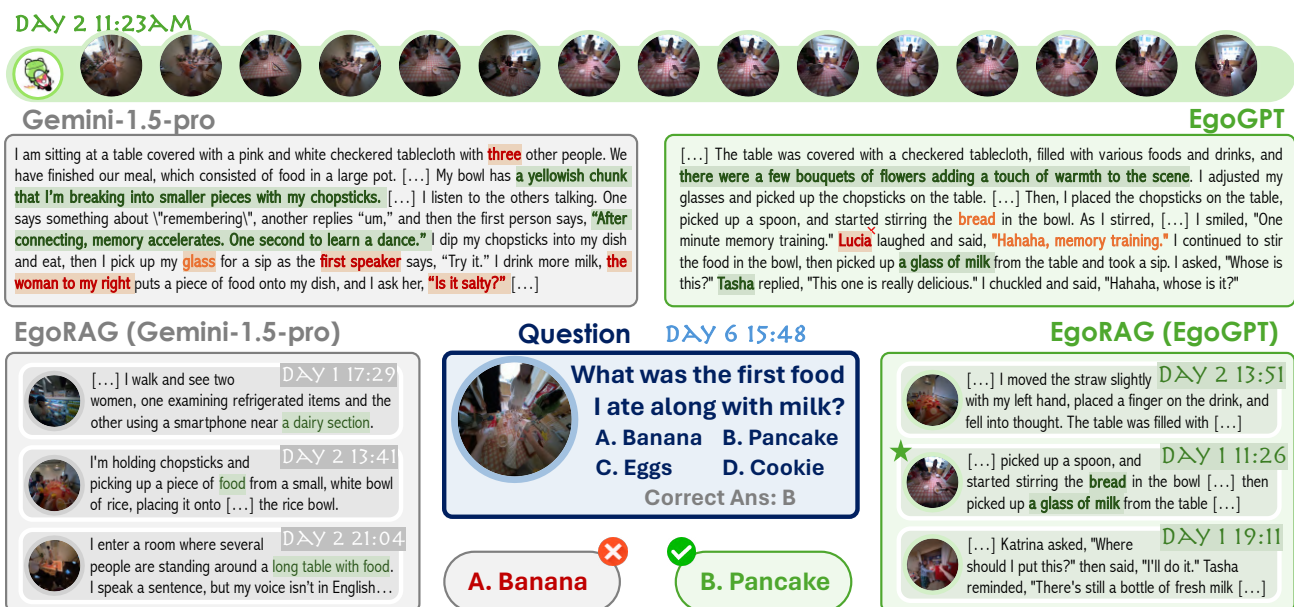 DAY 2 11:23AM
Gemini-1.5-pro
I am sitting at a table covered with a pink and white checkered tablecloth with three other people. We
have finished our meal, which consisted of food in a large pot. [...] My bowl has a yellowish chunk
that I'm breaking into smaller pieces with my chopsticks. [...] I listen to the others talking. One
says something about \"remembering\", another replies "um," and then the first person says, "After
connecting, memory accelerates. One second to learn a dance." I dip my chopsticks into my dish
and eat, then I pick up my glass for a sip as the first speaker says, "Try it." I drink more milk, the
woman to my right puts a piece of food onto my dish, and I ask her, "Is it salty?" [...]
EgoGPT
[...] The table was covered with a checkered tablecloth, filled with various foods and drinks, and
there were a few bouquets of flowers adding a touch of warmth to the scene. I adjusted my
glasses and picked up the chopsticks on the table. [...] Then, I placed the chopsticks on the table,
picked up a spoon, and started stirring the bread in the bowl. As I stirred, [...] I smiled, "One
minute memory training." Lucia laughed and said, "Hahaha, memory training." I continued to stir
the food in the bowl, then picked up a glass of milk from the table and took a sip. I asked, "Whose is
this?" Tasha replied, "This one is really delicious." I chuckled and said, "Hahaha, whose is it?"
EgoRAG (Gemini-1.5-pro)
[...] I walk and see two DAY 1 17:29
women, one examining refrigerated items and the
other using a smartphone near a dairy section.
I'm holding chopsticks and DAY 2 13:41
picking up a piece of food from a small, white bowl
of rice, placing it onto [...] the rice bowl.
I enter a room where several DAY 2 21:04
people are standing around a long table with food.
I speak a sentence, but my voice isn't in English...
Question DAY 6 15:48
What was the first food
I ate along with milk?
A. Banana B. Pancake
C. Eggs D. Cookie
Correct Ans: B
A. Banana
B. Pancake
EgoRAG (EgoGPT)
[...] I moved the straw slightly DAY 2 13:51
with my left hand, placed a finger on the drink, and
fell into thought. The table was filled with [...]
[...] picked up a spoon, and DAY 1 11:26
started stirring the bread in the bowl [...] then
picked up a glass of milk from the table [...]
[...] Katrina asked, "Where DAY 1 19:11
should I put this?" then said, "I'll do it." Tasha
reminded, "There's still a bottle of fresh milk [...]